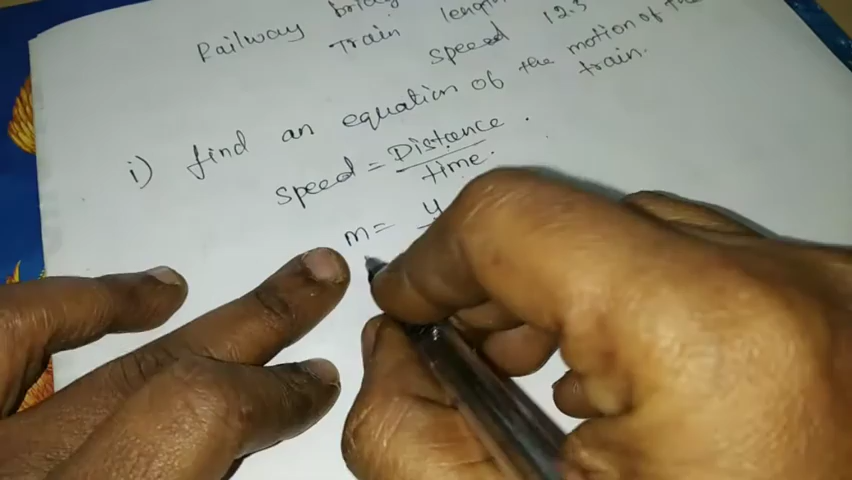 Railway
Train length
speed 12.5
i) find an equation of the motion of the
train.
speed = Distance
time.
m = y